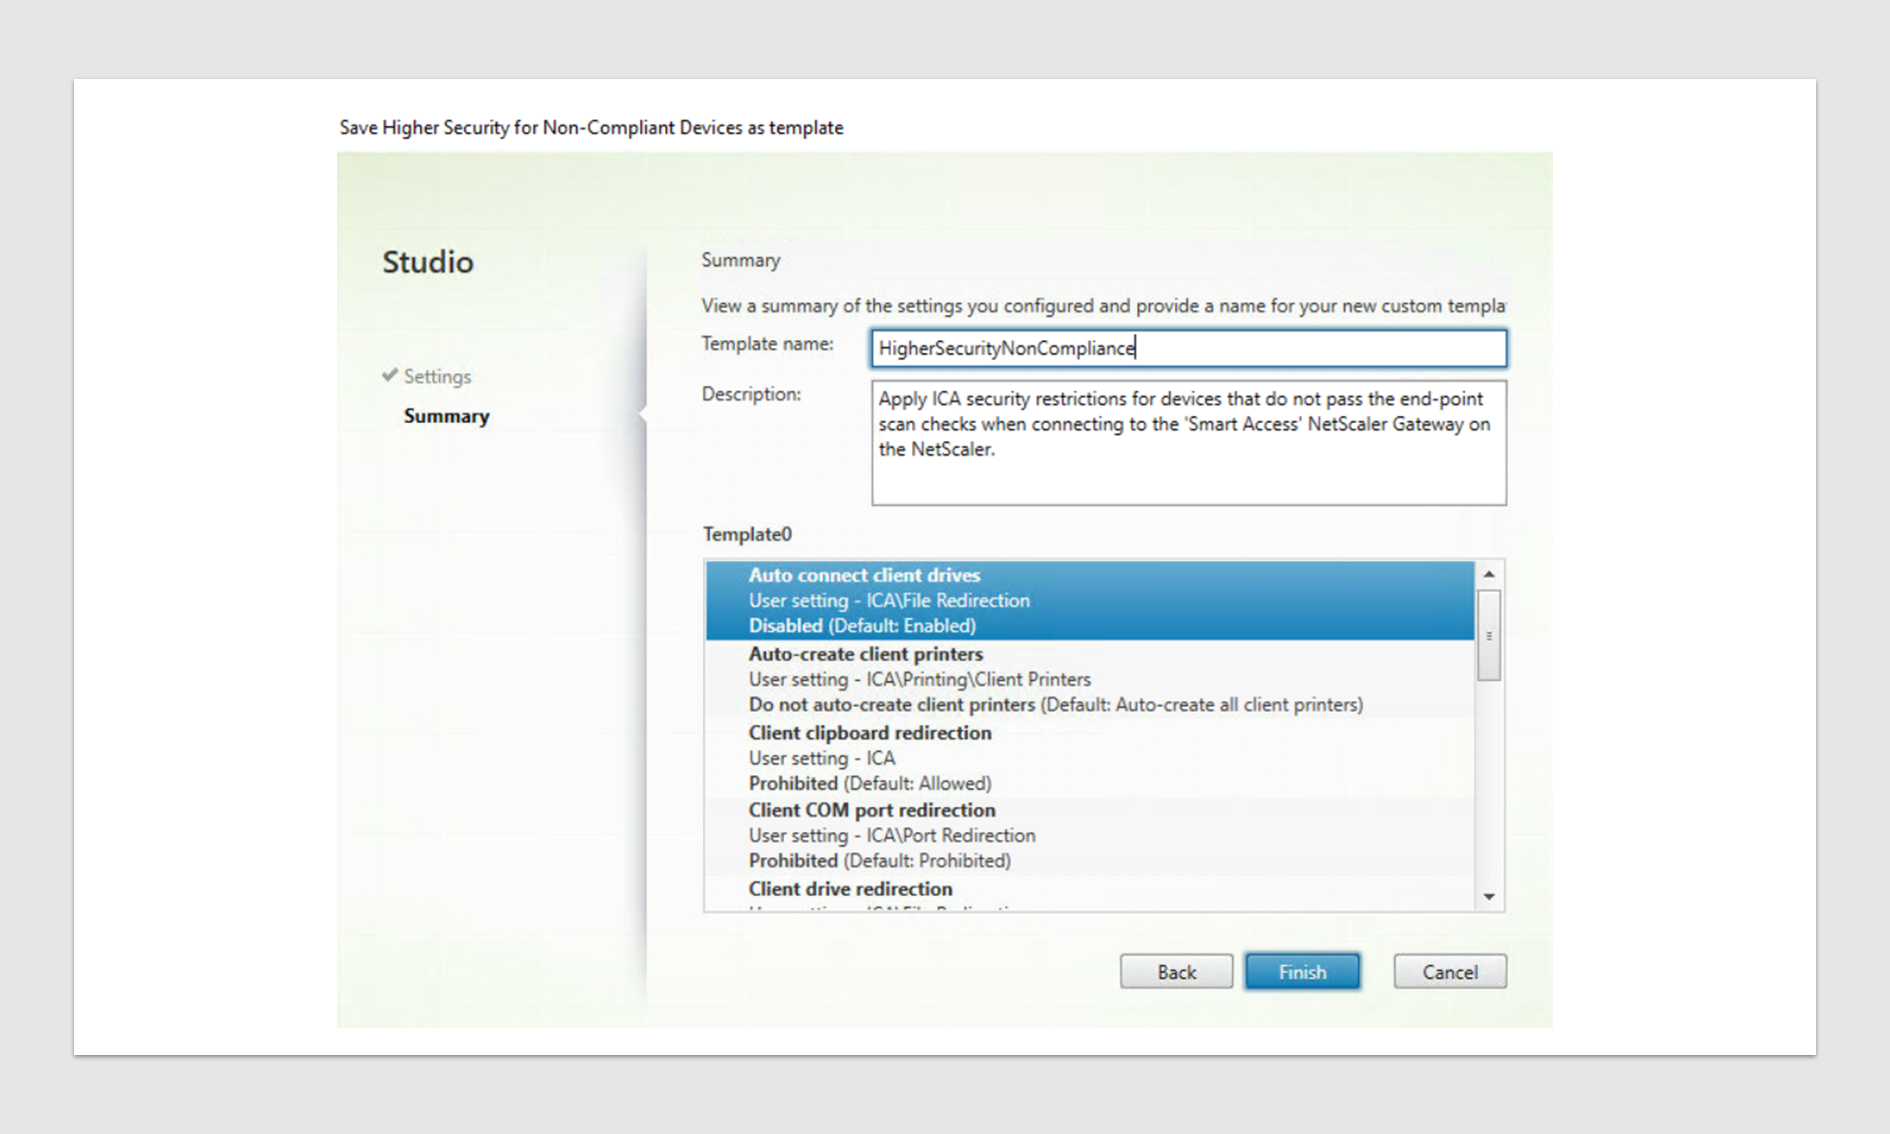 Save Higher Security for Non-Compliant Devices as template
Studio
Settings
Summary
Summary
View a summary of the settings you configured and provide a name for your new custom templa
Template name:
HigherSecurityNonCompliance
Description:
Apply ICA security restrictions for devices that do not pass the end-point
scan checks when connecting to the 'Smart Access' NetScaler Gateway on
the NetScaler.
Template0
Auto connect client drives
User setting - ICA\File Redirection
Disabled (Default: Enabled)
Auto-create client printers
User setting - ICA\Printing\Client Printers
Do not auto-create client printers (Default: Auto-create all client printers)
Client clipboard redirection
User setting - ICA
Prohibited (Default: Allowed)
Client COM port redirection
User setting - ICA\Port Redirection
Prohibited (Default: Prohibited)
Client drive redirection
Back
Finish
Cancel